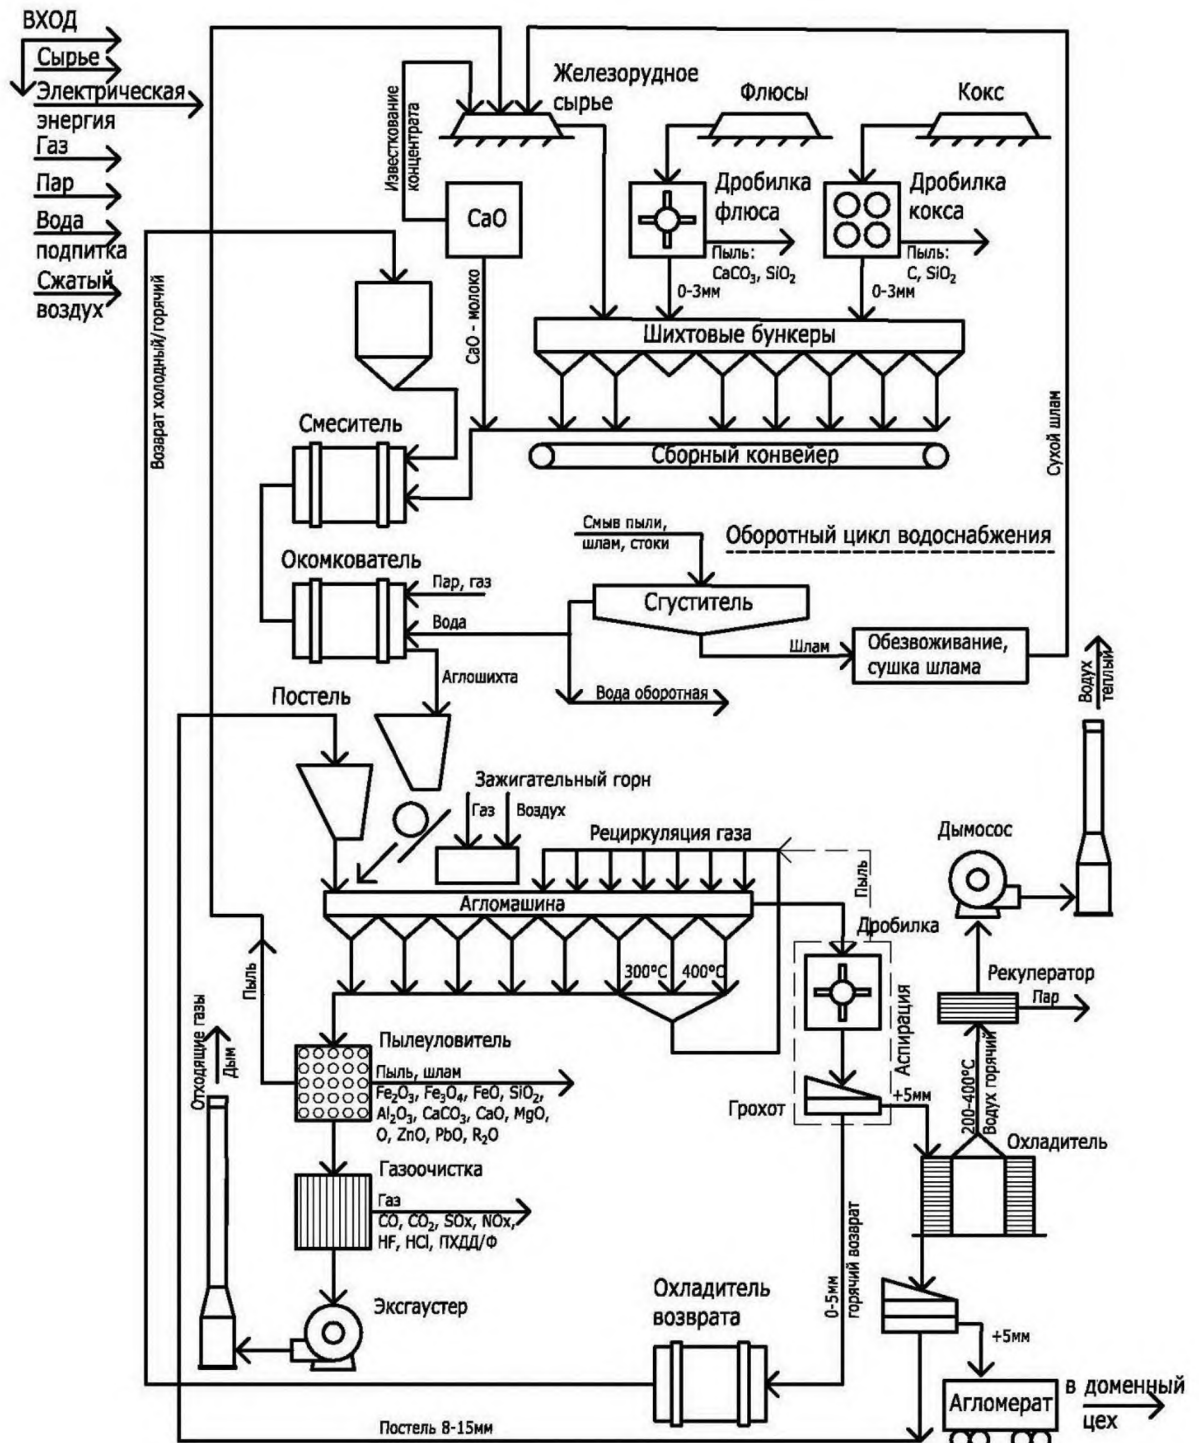 ВХОД
Сырье
Электрическая
энергия
Газ
Пар
Вода
подпитка
Сжатый
воздух
Известкование
концентрата
Железорудное
сырье
Флюсы
Кокс
CaO
Дробилка
флюса
Дробилка
кокса
Пыль:
CaCO₃, SiO₂
Пыль:
C, SiO₂
0-3мм
0-3мм
Возврат холодный/горячий
CaO - молоко
Шихтовые бункеры
Сухой шлам
Смеситель
Сборный конвейер
Смыв пыли,
шлам, стоки
Оборотный цикл водоснабжения
Окомкователь
Пар, газ
Сгуститель
Вода
Шлам
Обезвоживание,
сушка шлама
Аглошихта
Вода оборотная
Водух
теплый
Постель
Зажигательный горн
Газ
Воздух
Рециркуляция газа
Дымосос
Пыль
Агломашина
Дробилка
300°С
400°С
Пыль
Рекуператор
Пар
Аспирация
Отходящие газы
Дым
Пылеуловитель
Пыль, шлам
Fe₂O₃, Fe₃O₄, FeO, SiO₂,
Al₂O₃, CaCO₃, CaO, MgO,
O, ZnO, PbO, R₂O
Грохот
+5мм
200-400°С
Водух горячий
Охладитель
Газоочистка
Газ
CO, CO₂, SOx, NOx,
HF, HCl, ПХДД/Ф
0-5мм
горячий возврат
Эксгаустер
Охладитель
возврата
+5мм
Агломерат
в доменный
цех
Постель 8-15мм